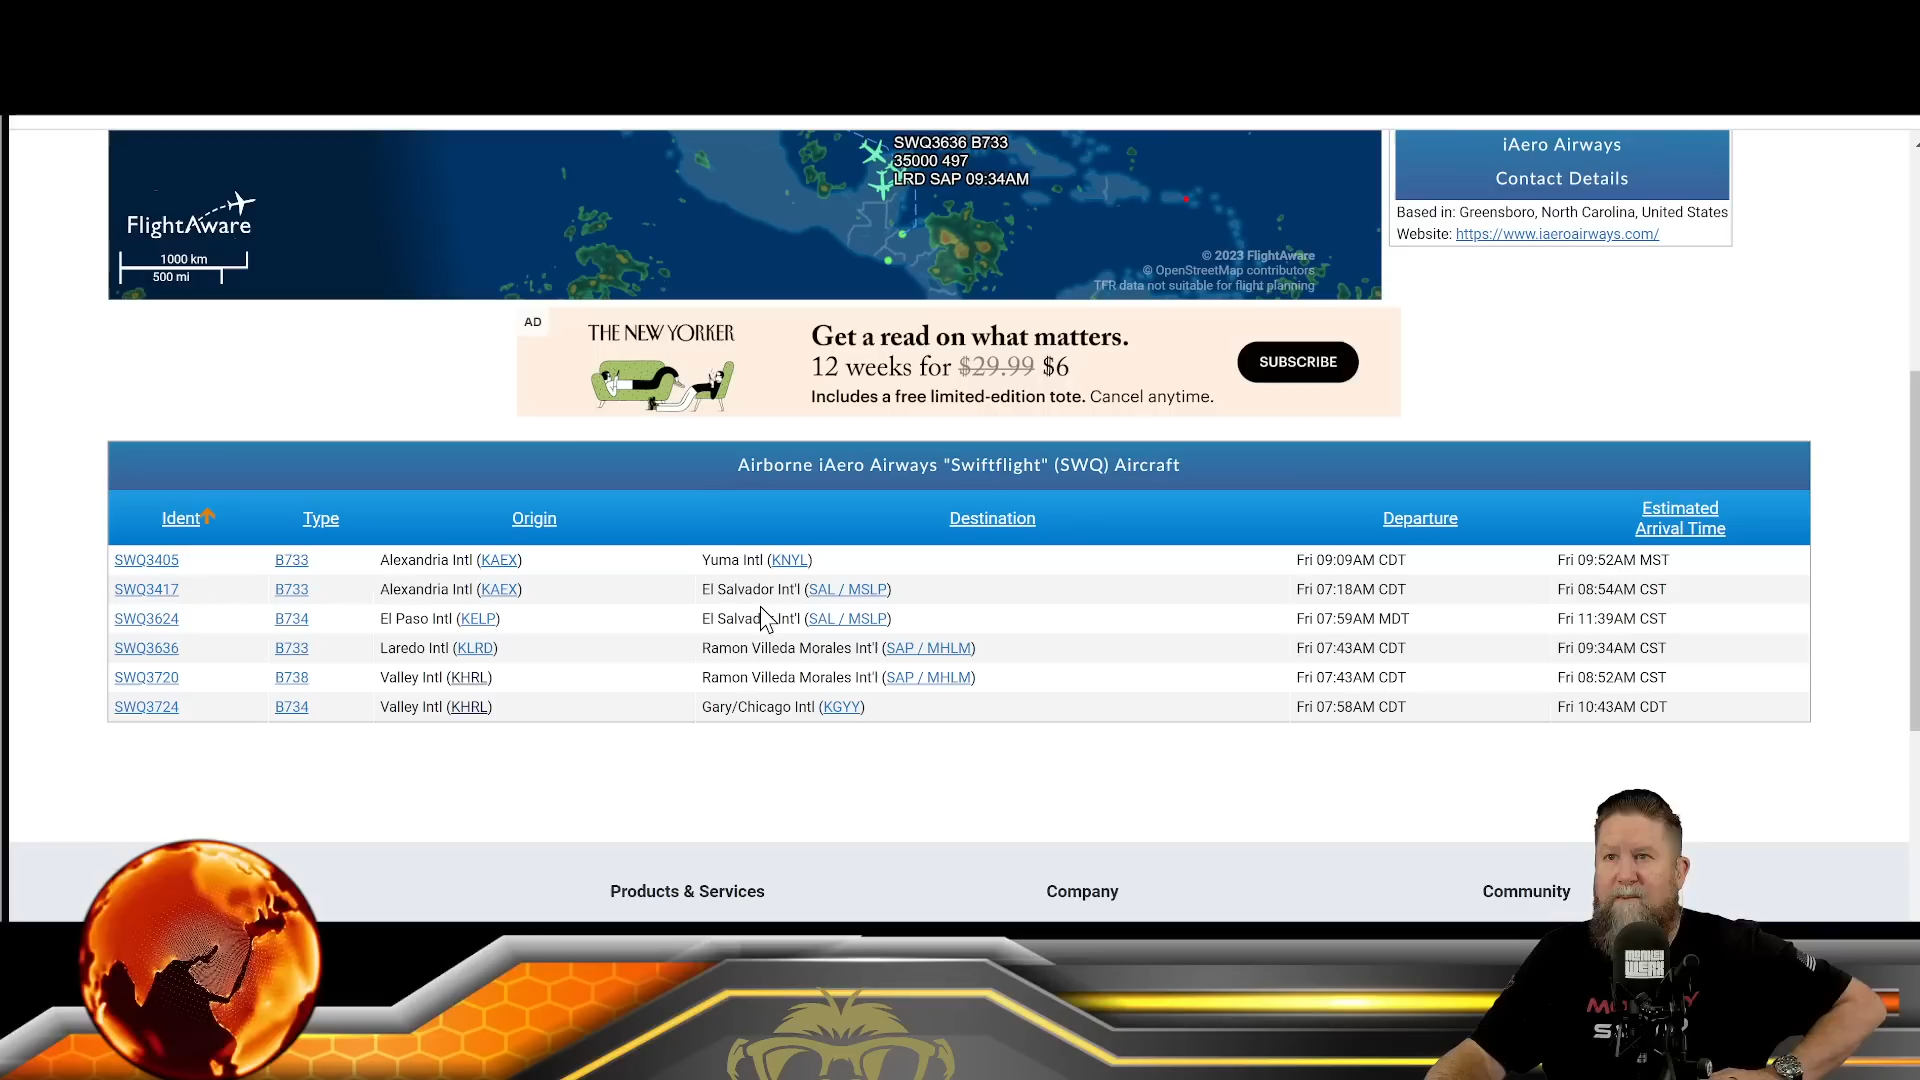 SWQ3636 B733
35000 497
LRD SAP 09:34AM
FlightAware
1000 km
500 mi
© 2023 FlightAware
© OpenStreetMap contributors
TFR data not suitable for flight planning
iAero Airways
Contact Details
Based in: Greensboro, North Carolina, United States
Website: https://www.iaeroairways.com/
AD
THE NEW YORKER
Get a read on what matters.
12 weeks for $29.99 $6
Includes a free limited-edition tote. Cancel anytime.
SUBSCRIBE
Airborne iAero Airways "Swiftflight" (SWQ) Aircraft
Ident Type Origin Destination Departure Estimated Arrival Time
SWQ3405 B733 Alexandria Intl (KAEX) Yuma Intl (KNYL) Fri 09:09AM CDT Fri 09:52AM MST
SWQ3417 B733 Alexandria Intl (KAEX) El Salvador Int'l (SAL / MSLP) Fri 07:18AM CDT Fri 08:54AM CST
SWQ3624 B734 El Paso Intl (KELP) El Salvad Int'l (SAL / MSLP) Fri 07:59AM MDT Fri 11:39AM CST
SWQ3636 B733 Laredo Intl (KLRD) Ramon Villeda Morales Int'l (SAP / MHLM) Fri 07:43AM CDT Fri 09:34AM CST
SWQ3720 B738 Valley Intl (KHRL) Ramon Villeda Morales Int'l (SAP / MHLM) Fri 07:43AM CDT Fri 08:52AM CST
SWQ3724 B734 Valley Intl (KHRL) Gary/Chicago Intl (KGYY) Fri 07:58AM CDT Fri 10:43AM CDT
Products & Services Company Community
MONKEY
WERX